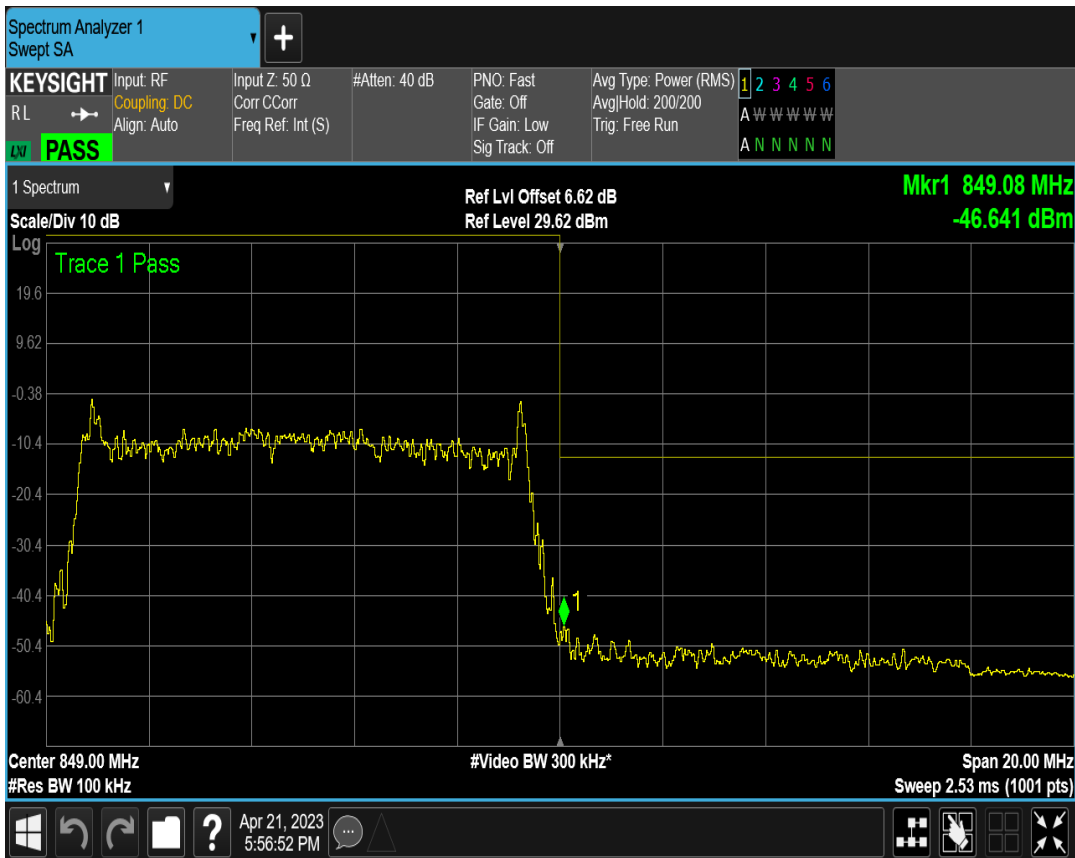 Spectrum Analyzer 1
Swept SA
+
KEYSIGHT
R L
LXI
PASS
Input: RF
Coupling: DC
Align: Auto
Input Z: 50 Ω
Corr CCorr
Freq Ref: Int (S)
#Atten: 40 dB
PNO: Fast
Gate: Off
IF Gain: Low
Sig Track: Off
Avg Type: Power (RMS)
Avg|Hold: 200/200
Trig: Free Run
1 2 3 4 5 6
A W W W W W
A N N N N N
1 Spectrum
Scale/Div 10 dB
Ref Lvl Offset 6.62 dB
Ref Level 29.62 dBm
Mkr1 849.08 MHz
-46.641 dBm
Log
Trace 1 Pass
19.6
9.62
-0.38
-10.4
-20.4
-30.4
-40.4
-50.4
-60.4
1
Center 849.00 MHz
#Res BW 100 kHz
#Video BW 300 kHz*
Span 20.00 MHz
Sweep 2.53 ms (1001 pts)
?
Apr 21, 2023
5:56:52 PM